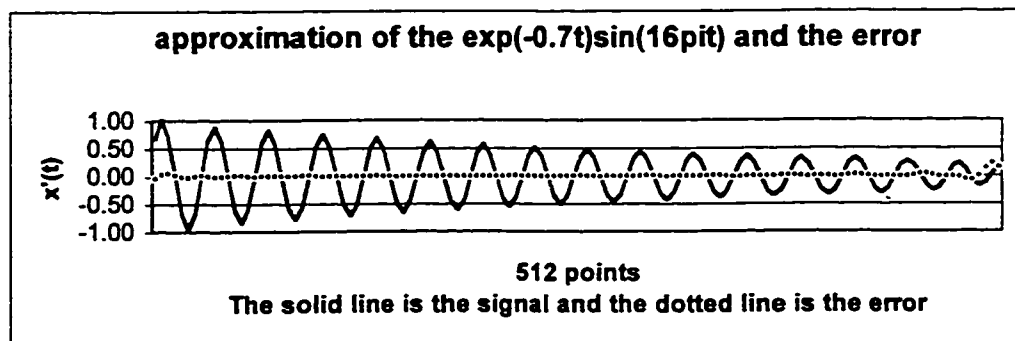 approximation of the exp(-0.7t)sin(16pit) and the error
1.00
0.50
0.00
-0.50
-1.00
x'(t)
512 points
The solid line is the signal and the dotted line is the error